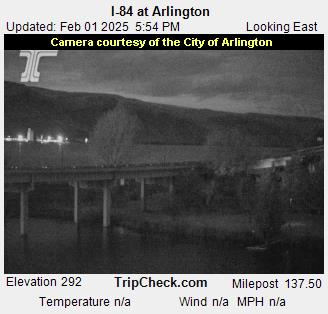 I-84 at Arlington
Updated: Feb 01 2025 5:54 PM Looking East
Camera courtesy of the City of Arlington
Elevation 292 TripCheck.com Milepost 137.50
Temperature n/a Wind n/a MPH n/a